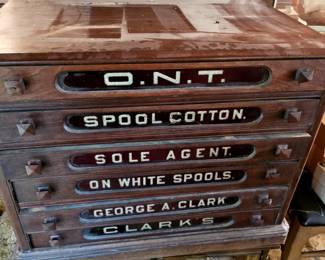 O.N.T.
SPOOL COTTON.
SOLE AGENT.
ON WHITE SPOOLS.
GEORGE A. CLARK
CLARKS